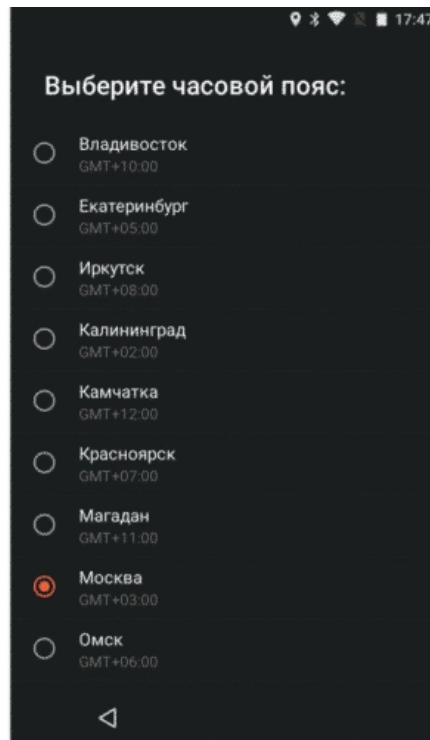 17:47
Выберите часовой пояс:
Владивосток
GMT+10:00
Екатеринбург
GMT+05:00
Иркутск
GMT+08:00
Калининград
GMT+02:00
Камчатка
GMT+12:00
Красноярск
GMT+07:00
Магадан
GMT+11:00
Москва
GMT+03:00
Омск
GMT+06:00